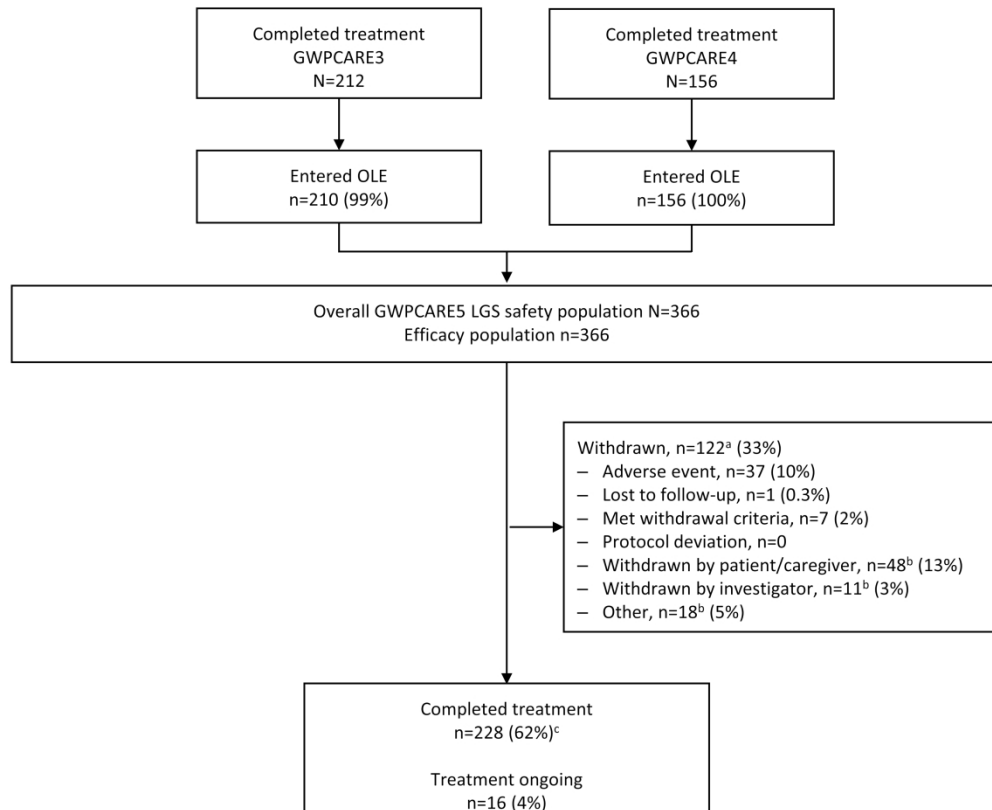 Completed treatment
GWPCARE3
N=212
Completed treatment
GWPCARE4
N=156
Entered OLE
n=210 (99%)
Entered OLE
n=156 (100%)
Overall GWPCARE5 LGS safety population N=366
Efficacy population n=366
Withdrawn, n=122ᵃ (33%)
– Adverse event, n=37 (10%)
– Lost to follow-up, n=1 (0.3%)
– Met withdrawal criteria, n=7 (2%)
– Protocol deviation, n=0
– Withdrawn by patient/caregiver, n=48ᵇ (13%)
– Withdrawn by investigator, n=11ᵇ (3%)
– Other, n=18ᵇ (5%)
Completed treatment
n=228 (62%)ᶜ
Treatment ongoing
n=16 (4%)